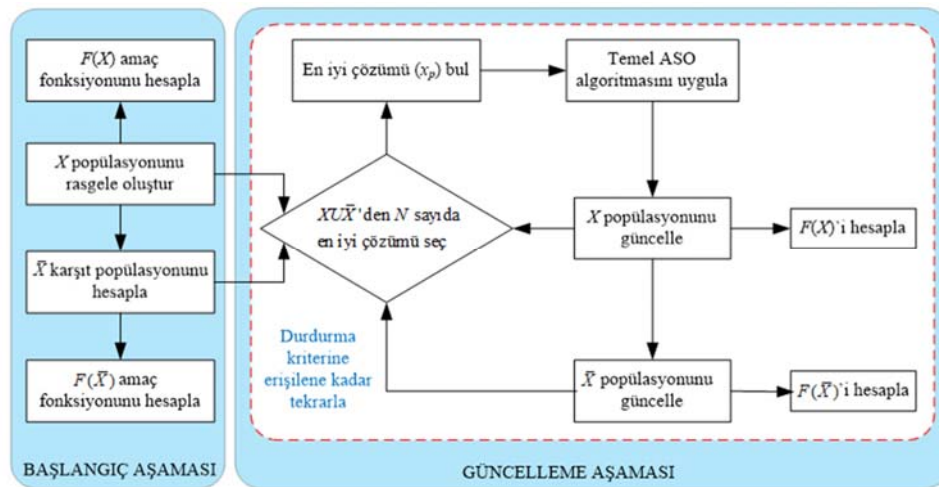 F(X) amaç
fonksiyonunu hesapla
X popülasyonunu
rasgele oluştur
X̄ karşıt popülasyonunu
hesapla
F(X̄) amaç
fonksiyonunu hesapla
BAŞLANGIÇ AŞAMASI
En iyi çözümü (xₚ) bul
Temel ASO
algoritmasını uygula
XUX̄'den N sayıda
en iyi çözümü seç
X popülasyonunu
güncelle
F(X)'i hesapla
Durdurma
kriterine
erişilene kadar
tekrarla
X̄ popülasyonunu
güncelle
F(X̄)'i hesapla
GÜNCELLEME AŞAMASI